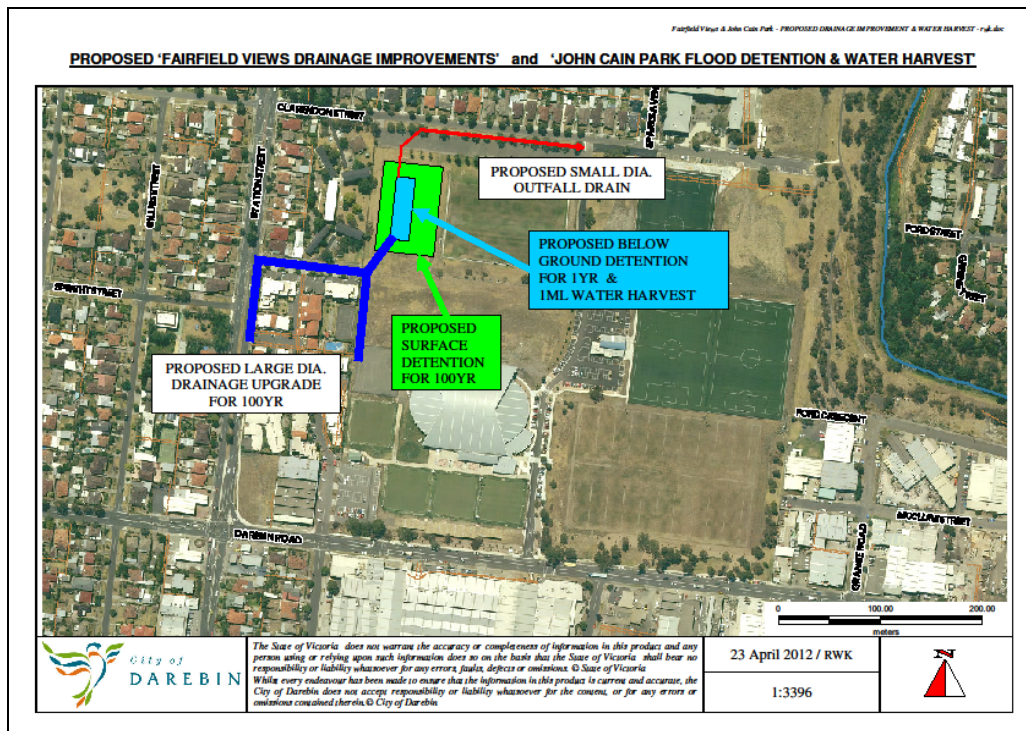 Fairfield Views & John Cain Park - PROPOSED DRAINAGE IMPROVEMENT & WATER HARVEST - rwk.doc
PROPOSED 'FAIRFIELD VIEWS DRAINAGE IMPROVEMENTS' and 'JOHN CAIN PARK FLOOD DETENTION & WATER HARVEST'
CLARENDON STREET
STATION STREET
GILLIES STREET
SPEIGHT STREET
PROPOSED SMALL DIA.
OUTFALL DRAIN
PROPOSED BELOW
GROUND DETENTION
FOR 1YR &
1ML WATER HARVEST
FORD STREET
PROPOSED
SURFACE
DETENTION
FOR 100YR
PROPOSED LARGE DIA.
DRAINAGE UPGRADE
FOR 100YR
FORD CRESCENT
DAREBIN ROAD
GRANGE ROAD
0 100.00 200.00
meters
City of
DAREBIN
The State of Victoria does not warrant the accuracy or completeness of information in this product and any
person using or relying upon such information does so on the basis that the State of Victoria shall bear no
responsibility or liability whatsoever for any errors, faults, defects or omissions. © State of Victoria
Whilst every endeavour has been made to ensure that the information in this product is current and accurate, the
City of Darebin does not accept responsibility or liability whatsoever for the content, or for any errors or
omissions contained therein. © City of Darebin
23 April 2012 / RWK
1:3396
N